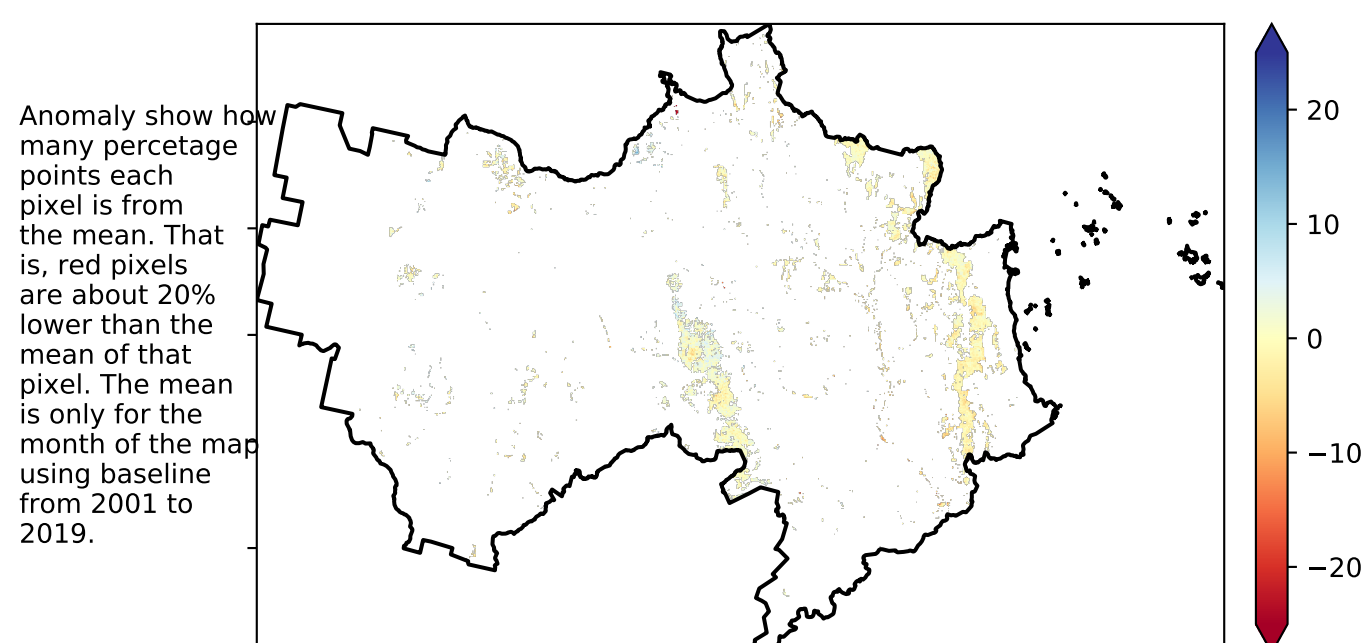 Anomaly show how
many percetage
points each
pixel is from
the mean. That
is, red pixels
are about 20%
lower than the
mean of that
pixel. The mean
is only for the
month of the map
using baseline
from 2001 to
2019.
20
10
0
−10
−20